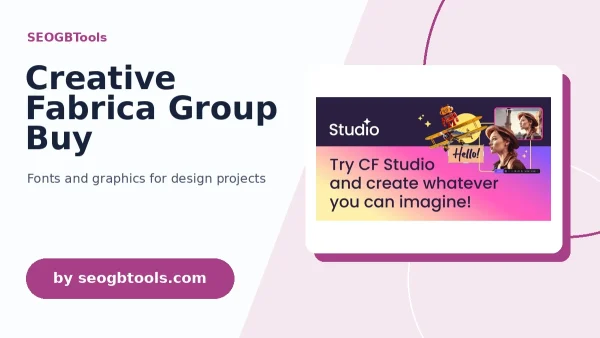 SEOGBTools
Creative
Fabrica Group
Buy
Fonts and graphics for design projects
by seogbtools.com
Studio
Hello!
Try CF Studio
and create whatever
you can imagine!